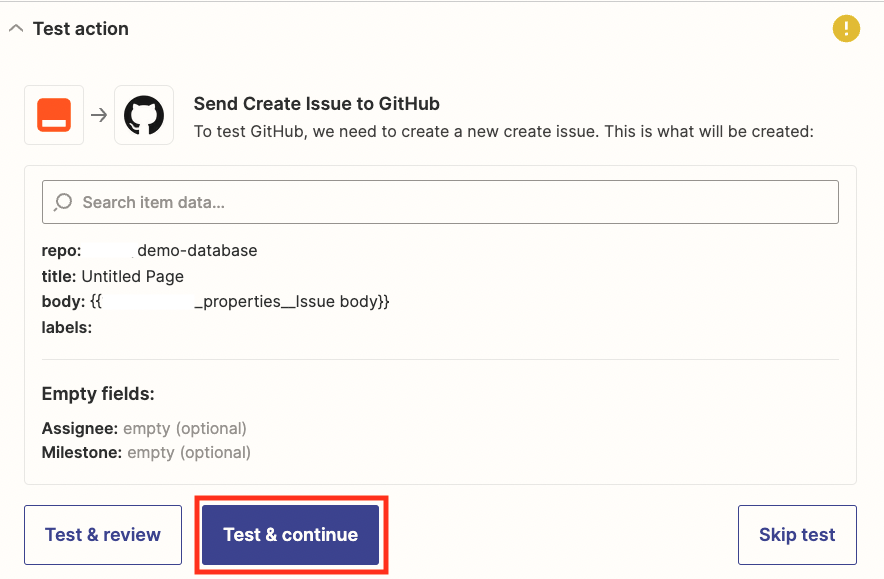 Test action
!
Send Create Issue to GitHub
To test GitHub, we need to create a new create issue. This is what will be created:
Search item data...
repo: demo-database
title: Untitled Page
body: {{ _properties__Issue body}}
labels:
Empty fields:
Assignee: empty (optional)
Milestone: empty (optional)
Test & review
Test & continue
Skip test